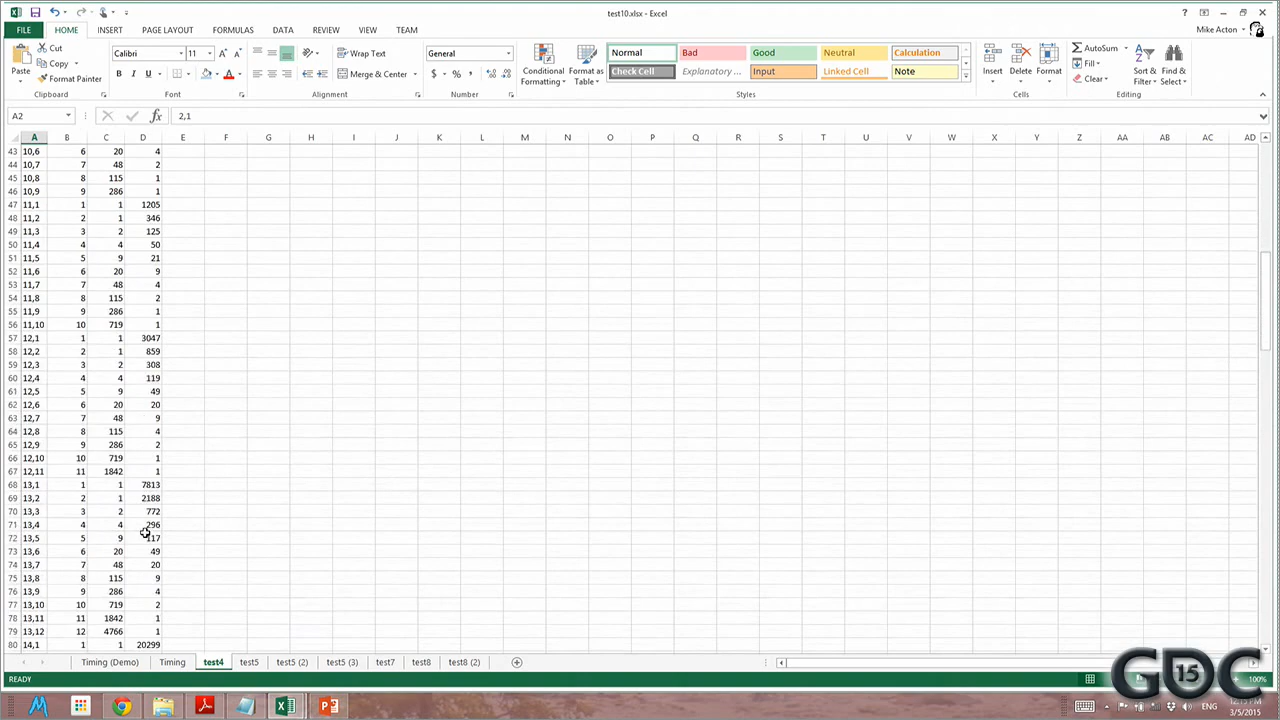 test10.xlsx - Excel
FILE HOME INSERT PAGE LAYOUT FORMULAS DATA REVIEW VIEW TEAM Mike Acton
Paste Cut Copy Format Painter Clipboard
Calibri 11 B I U A Font
Wrap Text Merge & Center Alignment
General $ % , Number
Conditional Formatting Format as Table
Normal Bad Good Neutral Calculation
Check Cell Explanatory ... Input Linked Cell Note
Styles
Insert Delete Format Cells
AutoSum Fill Clear Sort & Filter Find & Select Editing
A2 fx 2,1
A B C D E F G H I J K L M N O P Q R S T U V W X Y Z AA AB AC AD
43 10,6 6 20 4
44 10,7 7 48 2
45 10,8 8 115 1
46 10,9 9 286 1
47 11,1 1 1 1205
48 11,2 2 1 346
49 11,3 3 2 125
50 11,4 4 4 50
51 11,5 5 9 21
52 11,6 6 20 9
53 11,7 7 48 4
54 11,8 8 115 2
55 11,9 9 286 1
56 11,10 10 719 1
57 12,1 1 1 3047
58 12,2 2 1 859
59 12,3 3 2 308
60 12,4 4 4 119
61 12,5 5 9 49
62 12,6 6 20 20
63 12,7 7 48 9
64 12,8 8 115 4
65 12,9 9 286 2
66 12,10 10 719 1
67 12,11 11 1842 1
68 13,1 1 1 7813
69 13,2 2 1 2188
70 13,3 3 2 772
71 13,4 4 4 296
72 13,5 5 9 117
73 13,6 6 20 49
74 13,7 7 48 20
75 13,8 8 115 9
76 13,9 9 286 4
77 13,10 10 719 2
78 13,11 11 1842 1
79 13,12 12 4766 1
80 14,1 1 1 20299
Timing (Demo) Timing test4 test5 test5 (2) test5 (3) test7 test8 test8 (2)
READY 100%
GDC 15
ENG
3/5/2015